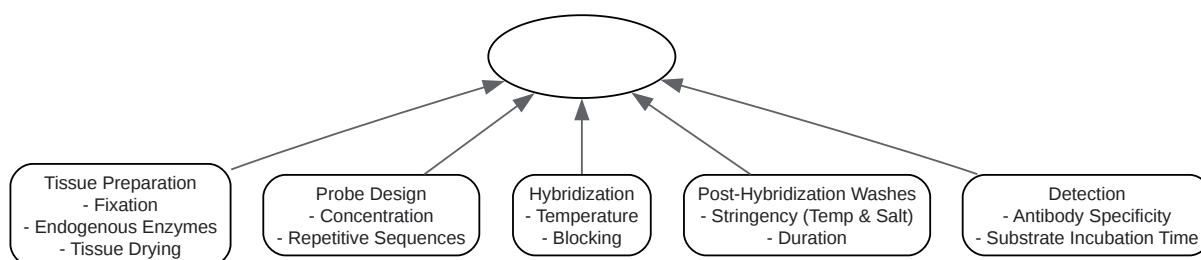 Tissue Preparation
- Fixation
- Endogenous Enzymes
- Tissue Drying
Probe Design
- Concentration
- Repetitive Sequences
Hybridization
- Temperature
- Blocking
Post-Hybridization Washes
- Stringency (Temp & Salt)
- Duration
Detection
- Antibody Specificity
- Substrate Incubation Time